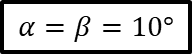 α = β = 10°